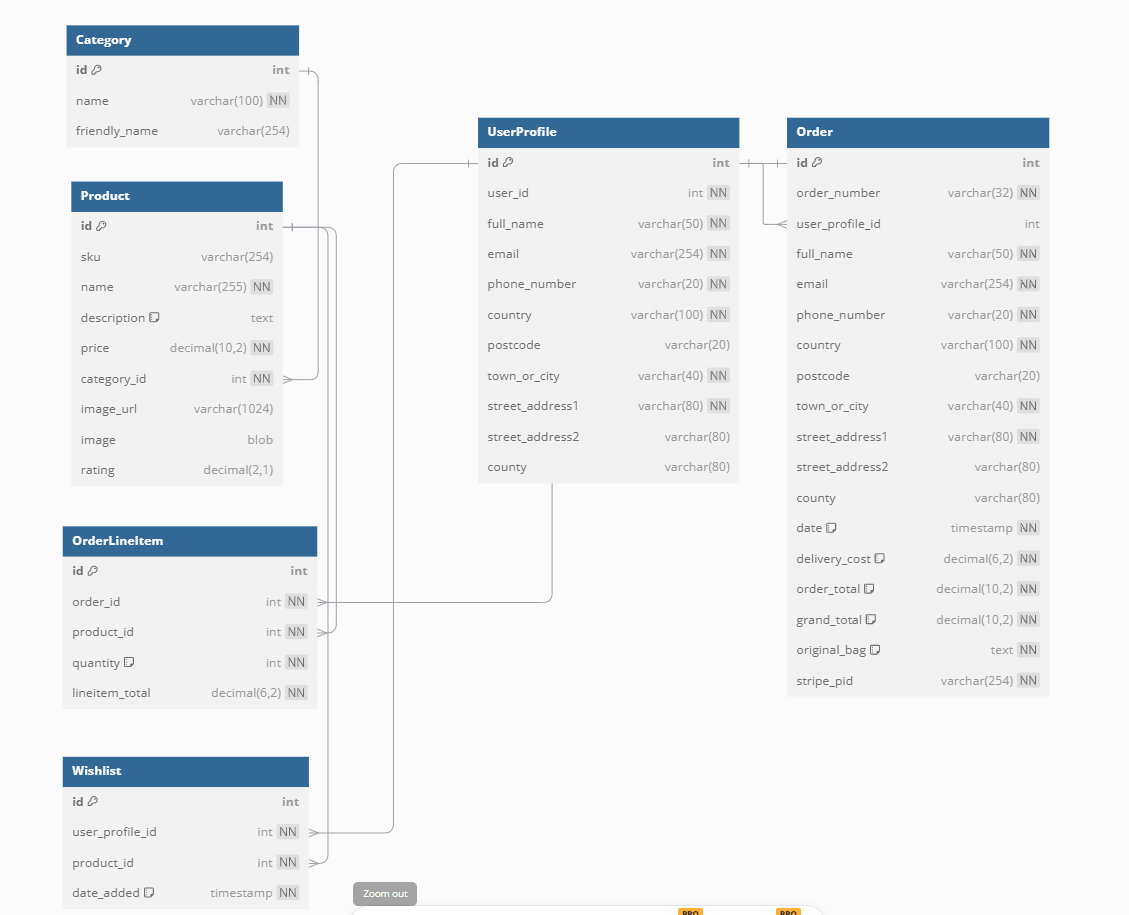 Category
id int
name varchar(100) NN
friendly_name varchar(254)
Product
id int
sku varchar(254)
name varchar(255) NN
description text
price decimal(10,2) NN
category_id int NN
image_url varchar(1024)
image blob
rating decimal(2,1)
OrderLineItem
id int
order_id int NN
product_id int NN
quantity int NN
lineitem_total decimal(6,2) NN
Wishlist
id int
user_profile_id int NN
product_id int NN
date_added timestamp NN
UserProfile
id int
user_id int NN
full_name varchar(50) NN
email varchar(254) NN
phone_number varchar(20) NN
country varchar(100) NN
postcode varchar(20)
town_or_city varchar(40) NN
street_address1 varchar(80) NN
street_address2 varchar(80)
county varchar(80)
Order
id int
order_number varchar(32) NN
user_profile_id int
full_name varchar(50) NN
email varchar(254) NN
phone_number varchar(20) NN
country varchar(100) NN
postcode varchar(20)
town_or_city varchar(40) NN
street_address1 varchar(80) NN
street_address2 varchar(80)
county varchar(80)
date timestamp NN
delivery_cost decimal(6,2) NN
order_total decimal(10,2) NN
grand_total decimal(10,2) NN
original_bag text NN
stripe_pid varchar(254) NN
Zoom out
PRO PRO